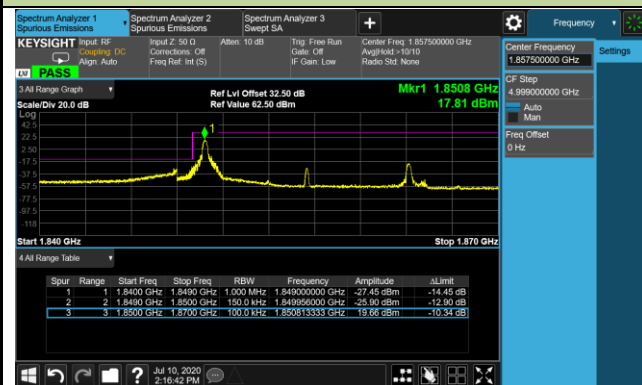 Spectrum Analyzer 1
Spurious Emissions
Spectrum Analyzer 2
Spurious Emissions
Spectrum Analyzer 3
Swept SA
+
Frequency
KEYSIGHT
Input: RF
Coupling: DC
Align: Auto
Input Z: 50 Ω
Corrections: Off
Freq Ref: Int (S)
Atten: 10 dB
Trig: Free Run
Gate: Off
IF Gain: Low
Center Freq: 1.857500000 GHz
Avg|Hold:>10/10
Radio Std: None
LXI
PASS
Center Frequency
1.857500000 GHz
Settings
CF Step
4.999000000 GHz
Auto
Man
Freq Offset
0 Hz
3 All Range Graph
Ref Lvl Offset 32.50 dB
Mkr1 1.8508 GHz
Scale/Div 20.0 dB
Ref Value 62.50 dBm
17.81 dBm
Log
42.5
22.5
2.50
-17.5
-37.5
-57.5
-77.5
-97.5
-118
1
Start 1.840 GHz
Stop 1.870 GHz
4 All Range Table
Spur Range Start Freq Stop Freq RBW Frequency Amplitude ΔLimit
1 1 1.8400 GHz 1.8490 GHz 1.000 MHz 1.849000000 GHz -27.45 dBm -14.45 dB
2 2 1.8490 GHz 1.8500 GHz 150.0 kHz 1.849956000 GHz -25.90 dBm -12.90 dB
3 3 1.8500 GHz 1.8700 GHz 100.0 kHz 1.850813333 GHz 19.66 dBm -10.34 dB
?
Jul 10, 2020
2:16:42 PM